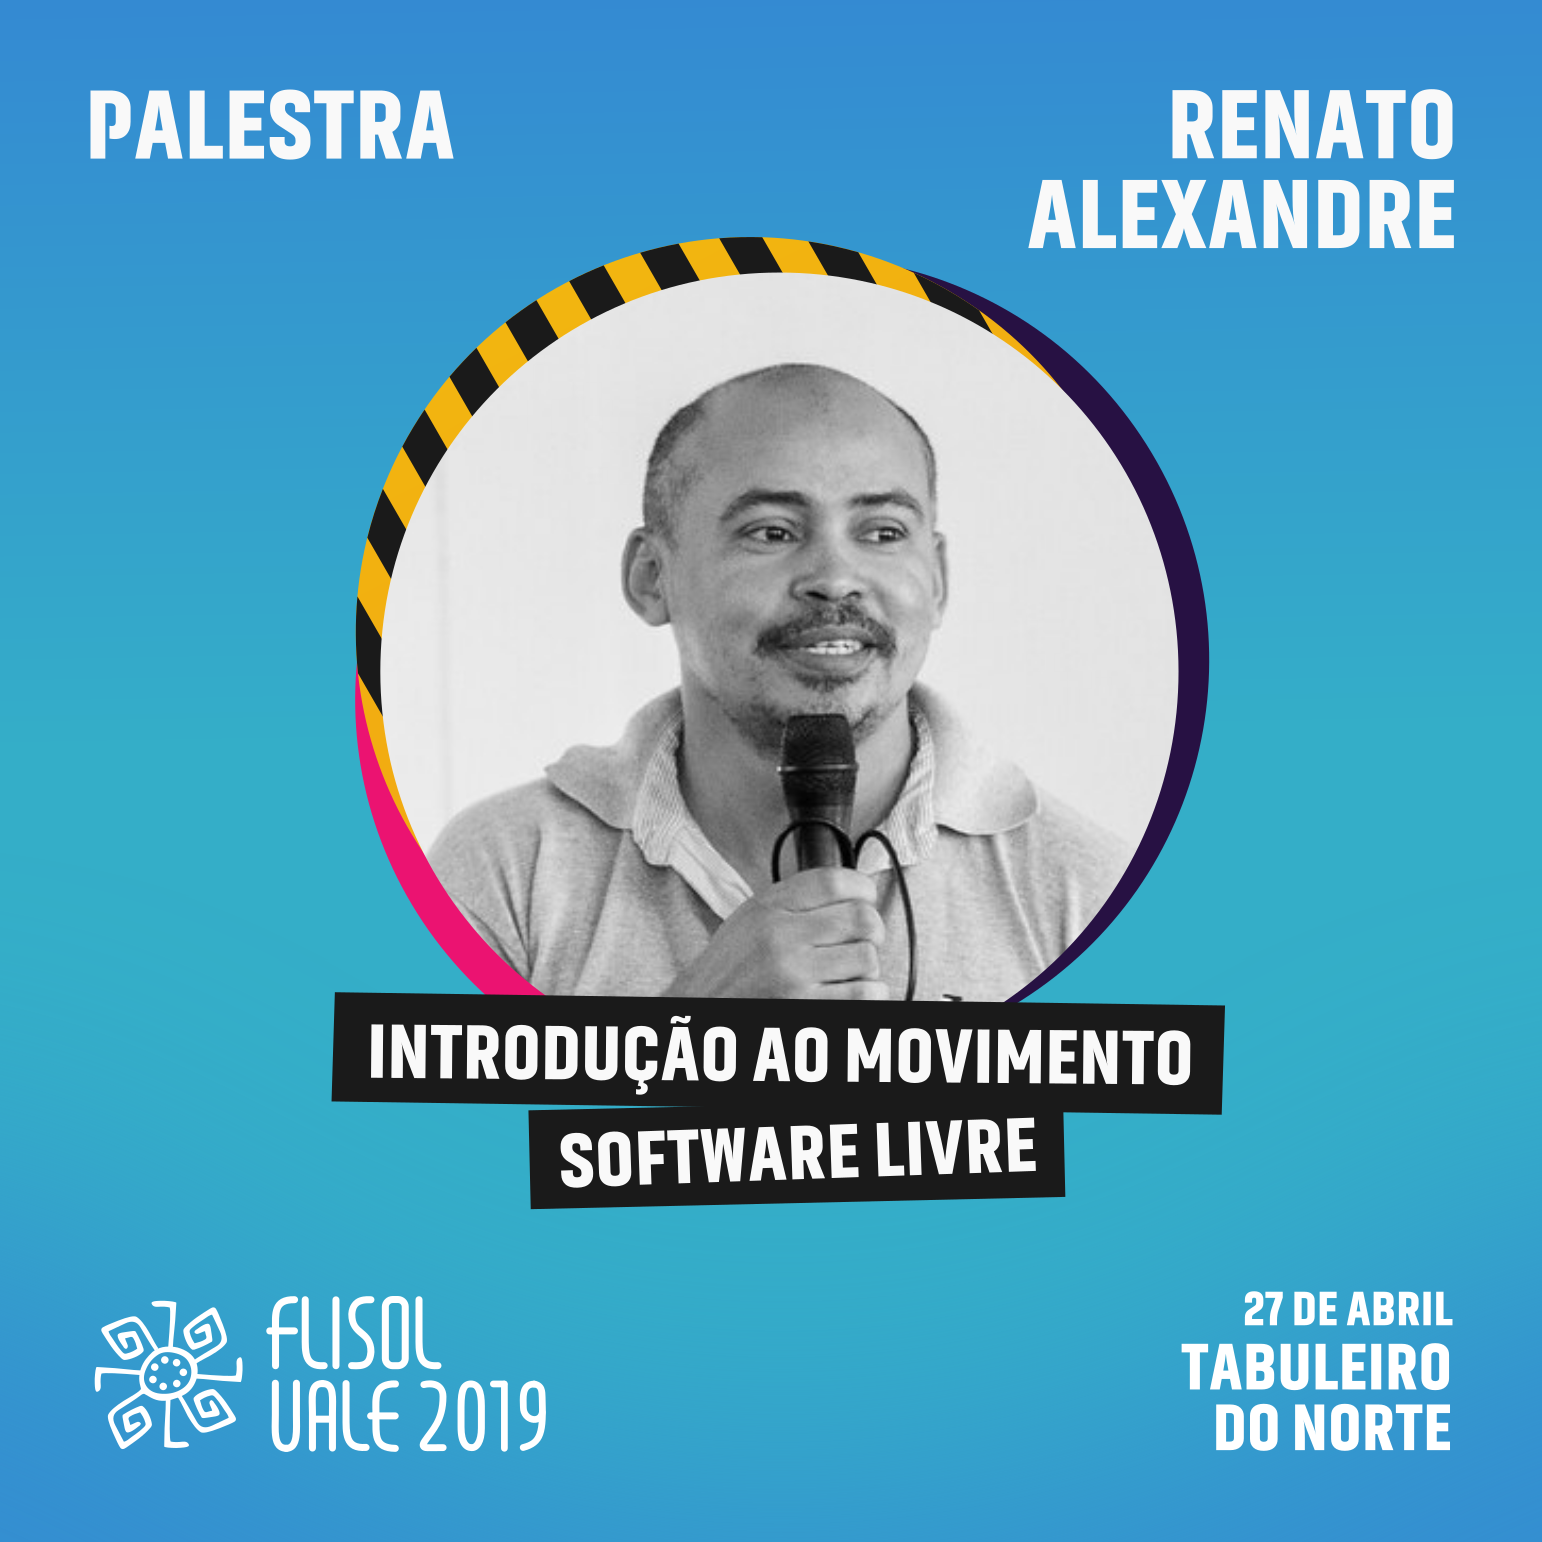 PALESTRA
RENATO
ALEXANDRE
INTRODUÇÃO AO MOVIMENTO
SOFTWARE LIVRE
FLISOL
VALE 2019
27 DE ABRIL
TABULEIRO
DO NORTE